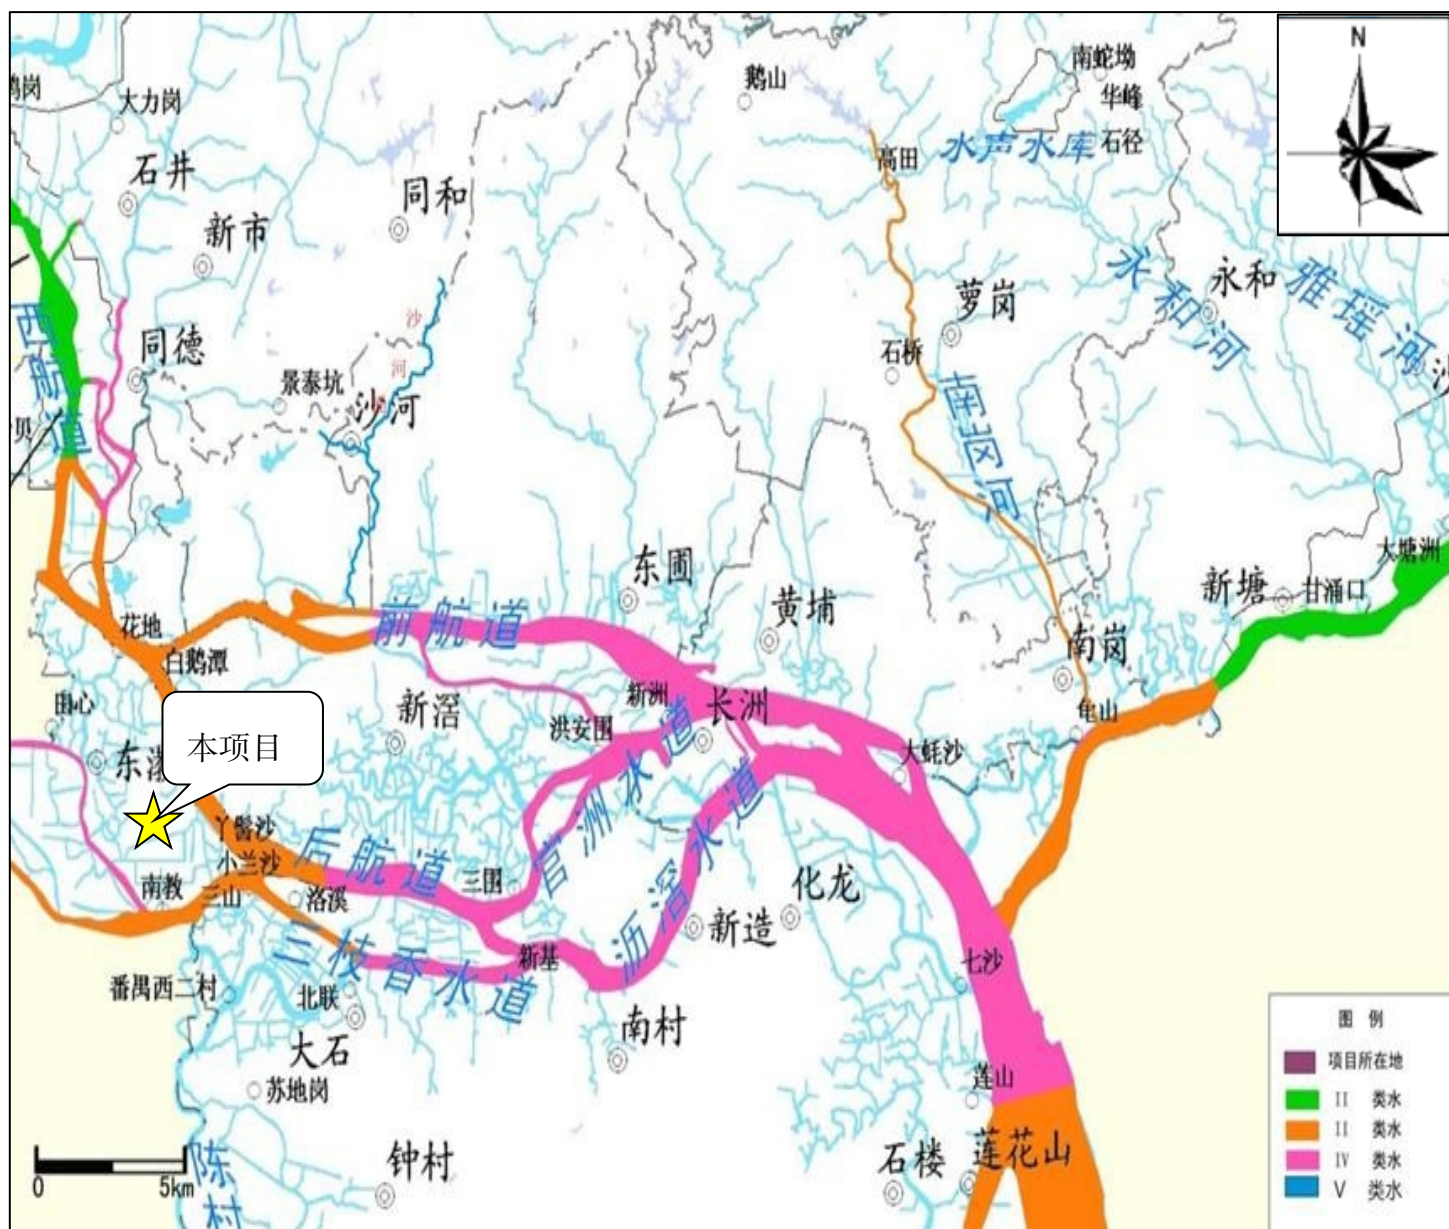 N
南蛇坳
鹅山
华峰
鸦岗
大力岗
水声水库
石径
高田
石井
同和
新市
永和河
永和
雅瑶河
萝岗
西航道
沙河
同德
石桥
景泰坑
沙河
南岗河
贝
沙
东圃
大塘洲
新塘
甘涌口
前航道
黄埔
花地
白鹅潭
南岗
新洲
长洲
龟山
田心
新滘
洪安围
本项目
东漖
大蚝沙
官洲水道
沥滘水道
丫髻沙
后航道
小兰沙
三围
化龙
南教
三山
洛溪
新造
三枝香水道
新基
七沙
番禺西二村
北联
南村
大石
苏地岗
莲山
钟村
石楼
莲花山
陈村
0
5km
图 例
项目所在地
II 类水
II 类水
IV 类水
V 类水